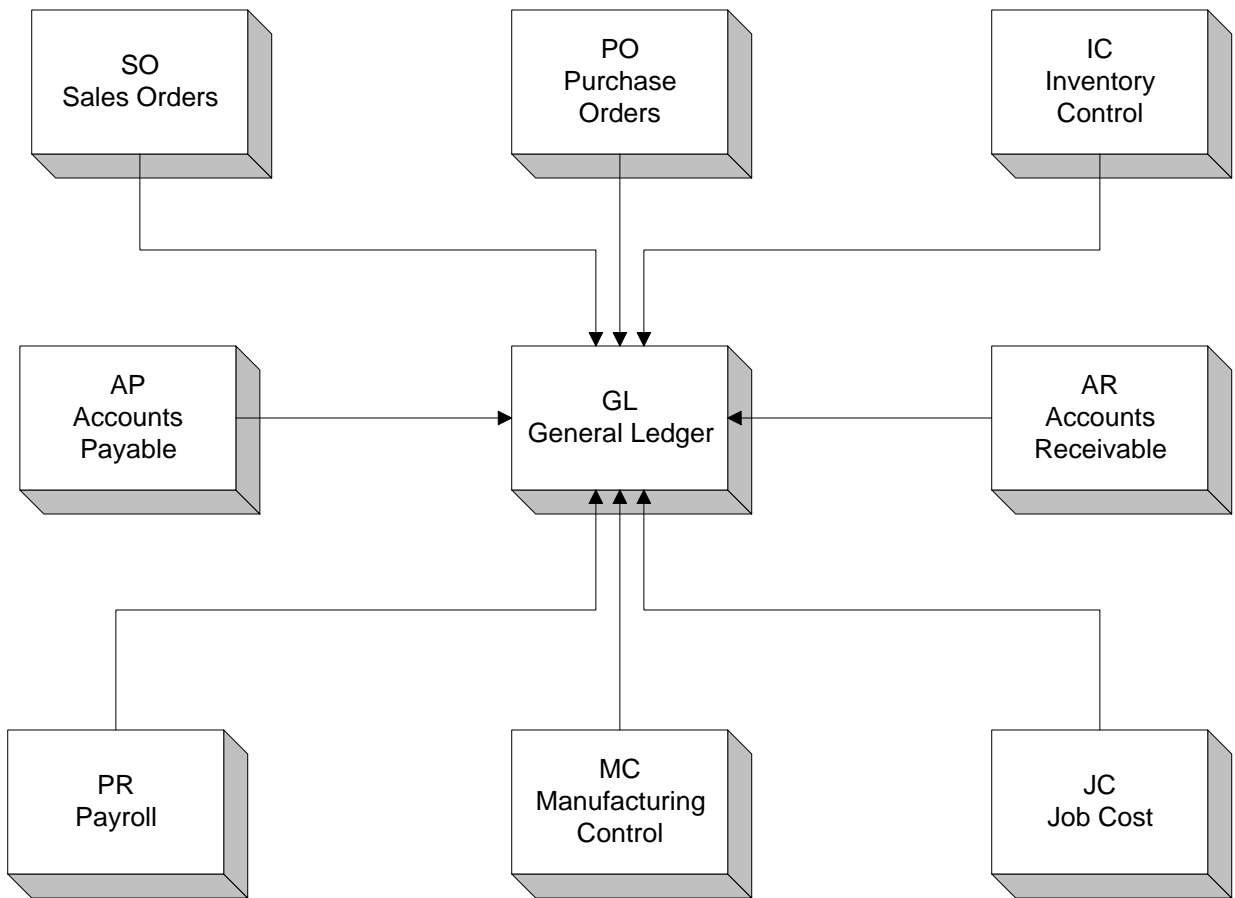 SO
Sales Orders
PO
Purchase
Orders
IC
Inventory
Control
AP
Accounts
Payable
GL
General Ledger
AR
Accounts
Receivable
PR
Payroll
MC
Manufacturing
Control
JC
Job Cost